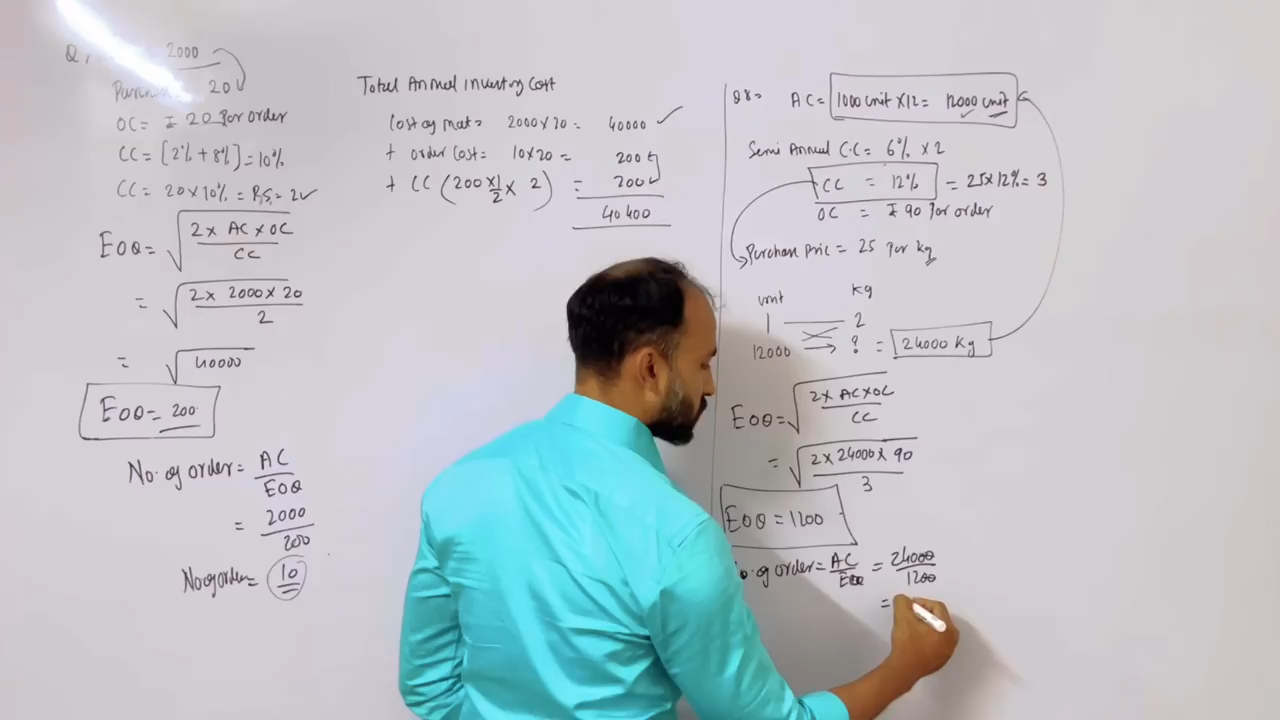 Q7 2000
Purchase = 20
OC = ₹ 20 Per order
CC = [2% + 8%] = 10%
CC = 20 × 10% = RS. = 2 ✓
EOQ = √(2 × AC × OC / CC)
= √(2 × 2000 × 20 / 2)
= √40000
EOQ = 200
No. of order = AC / EOQ
= 2000 / 200
No of order = 10
Total Annual Inventory Cost
Cost of mat = 2000 × 20 = 40000 ✓
+ order Cost = 10 × 20 = 200
+ CC (200 × 1/2 × 2) = 200
40400
Q8 = AC = 1000 unit × 12 = 12000 unit
Semi Annual C.C = 6% × 2
CC = 12% = 25 × 12% = 3
OC = ₹ 90 Per order
Purchase Price = 25 Per kg
unit kg
1 2
12000 ? = 24000 Kg
EOQ = √(2 × AC × OC / CC)
= √(2 × 24000 × 90 / 3)
EOQ = 1200
No. of order = AC / EOQ = 24000 / 1200
=